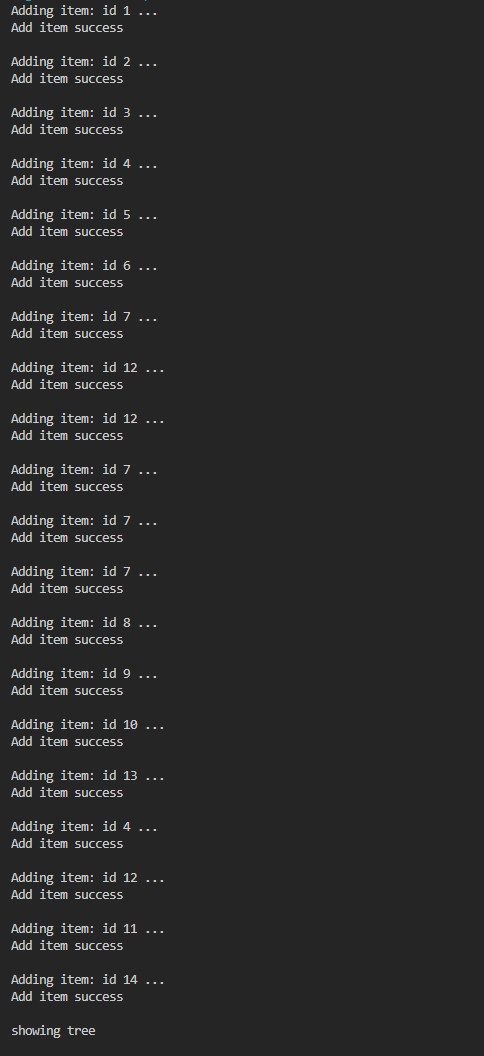 Adding item: id 1 ...
Add item success
Adding item: id 2 ...
Add item success
Adding item: id 3 ...
Add item success
Adding item: id 4 ...
Add item success
Adding item: id 5 ...
Add item success
Adding item: id 6 ...
Add item success
Adding item: id 7 ...
Add item success
Adding item: id 12 ...
Add item success
Adding item: id 12 ...
Add item success
Adding item: id 7 ...
Add item success
Adding item: id 7 ...
Add item success
Adding item: id 7 ...
Add item success
Adding item: id 8 ...
Add item success
Adding item: id 9 ...
Add item success
Adding item: id 10 ...
Add item success
Adding item: id 13 ...
Add item success
Adding item: id 4 ...
Add item success
Adding item: id 12 ...
Add item success
Adding item: id 11 ...
Add item success
Adding item: id 14 ...
Add item success
showing tree